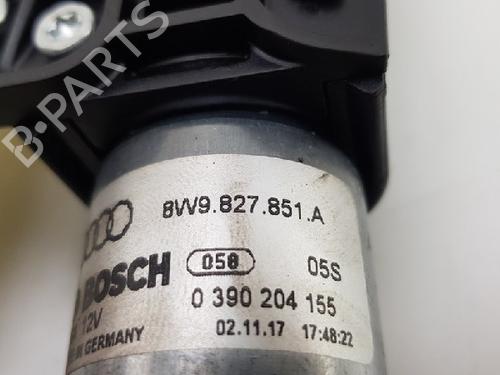 8W9.827.851.A
BOSCH 058 05S
0 390 204 155
12V
GERMANY 02.11.17 17:48:22
B-PARTS